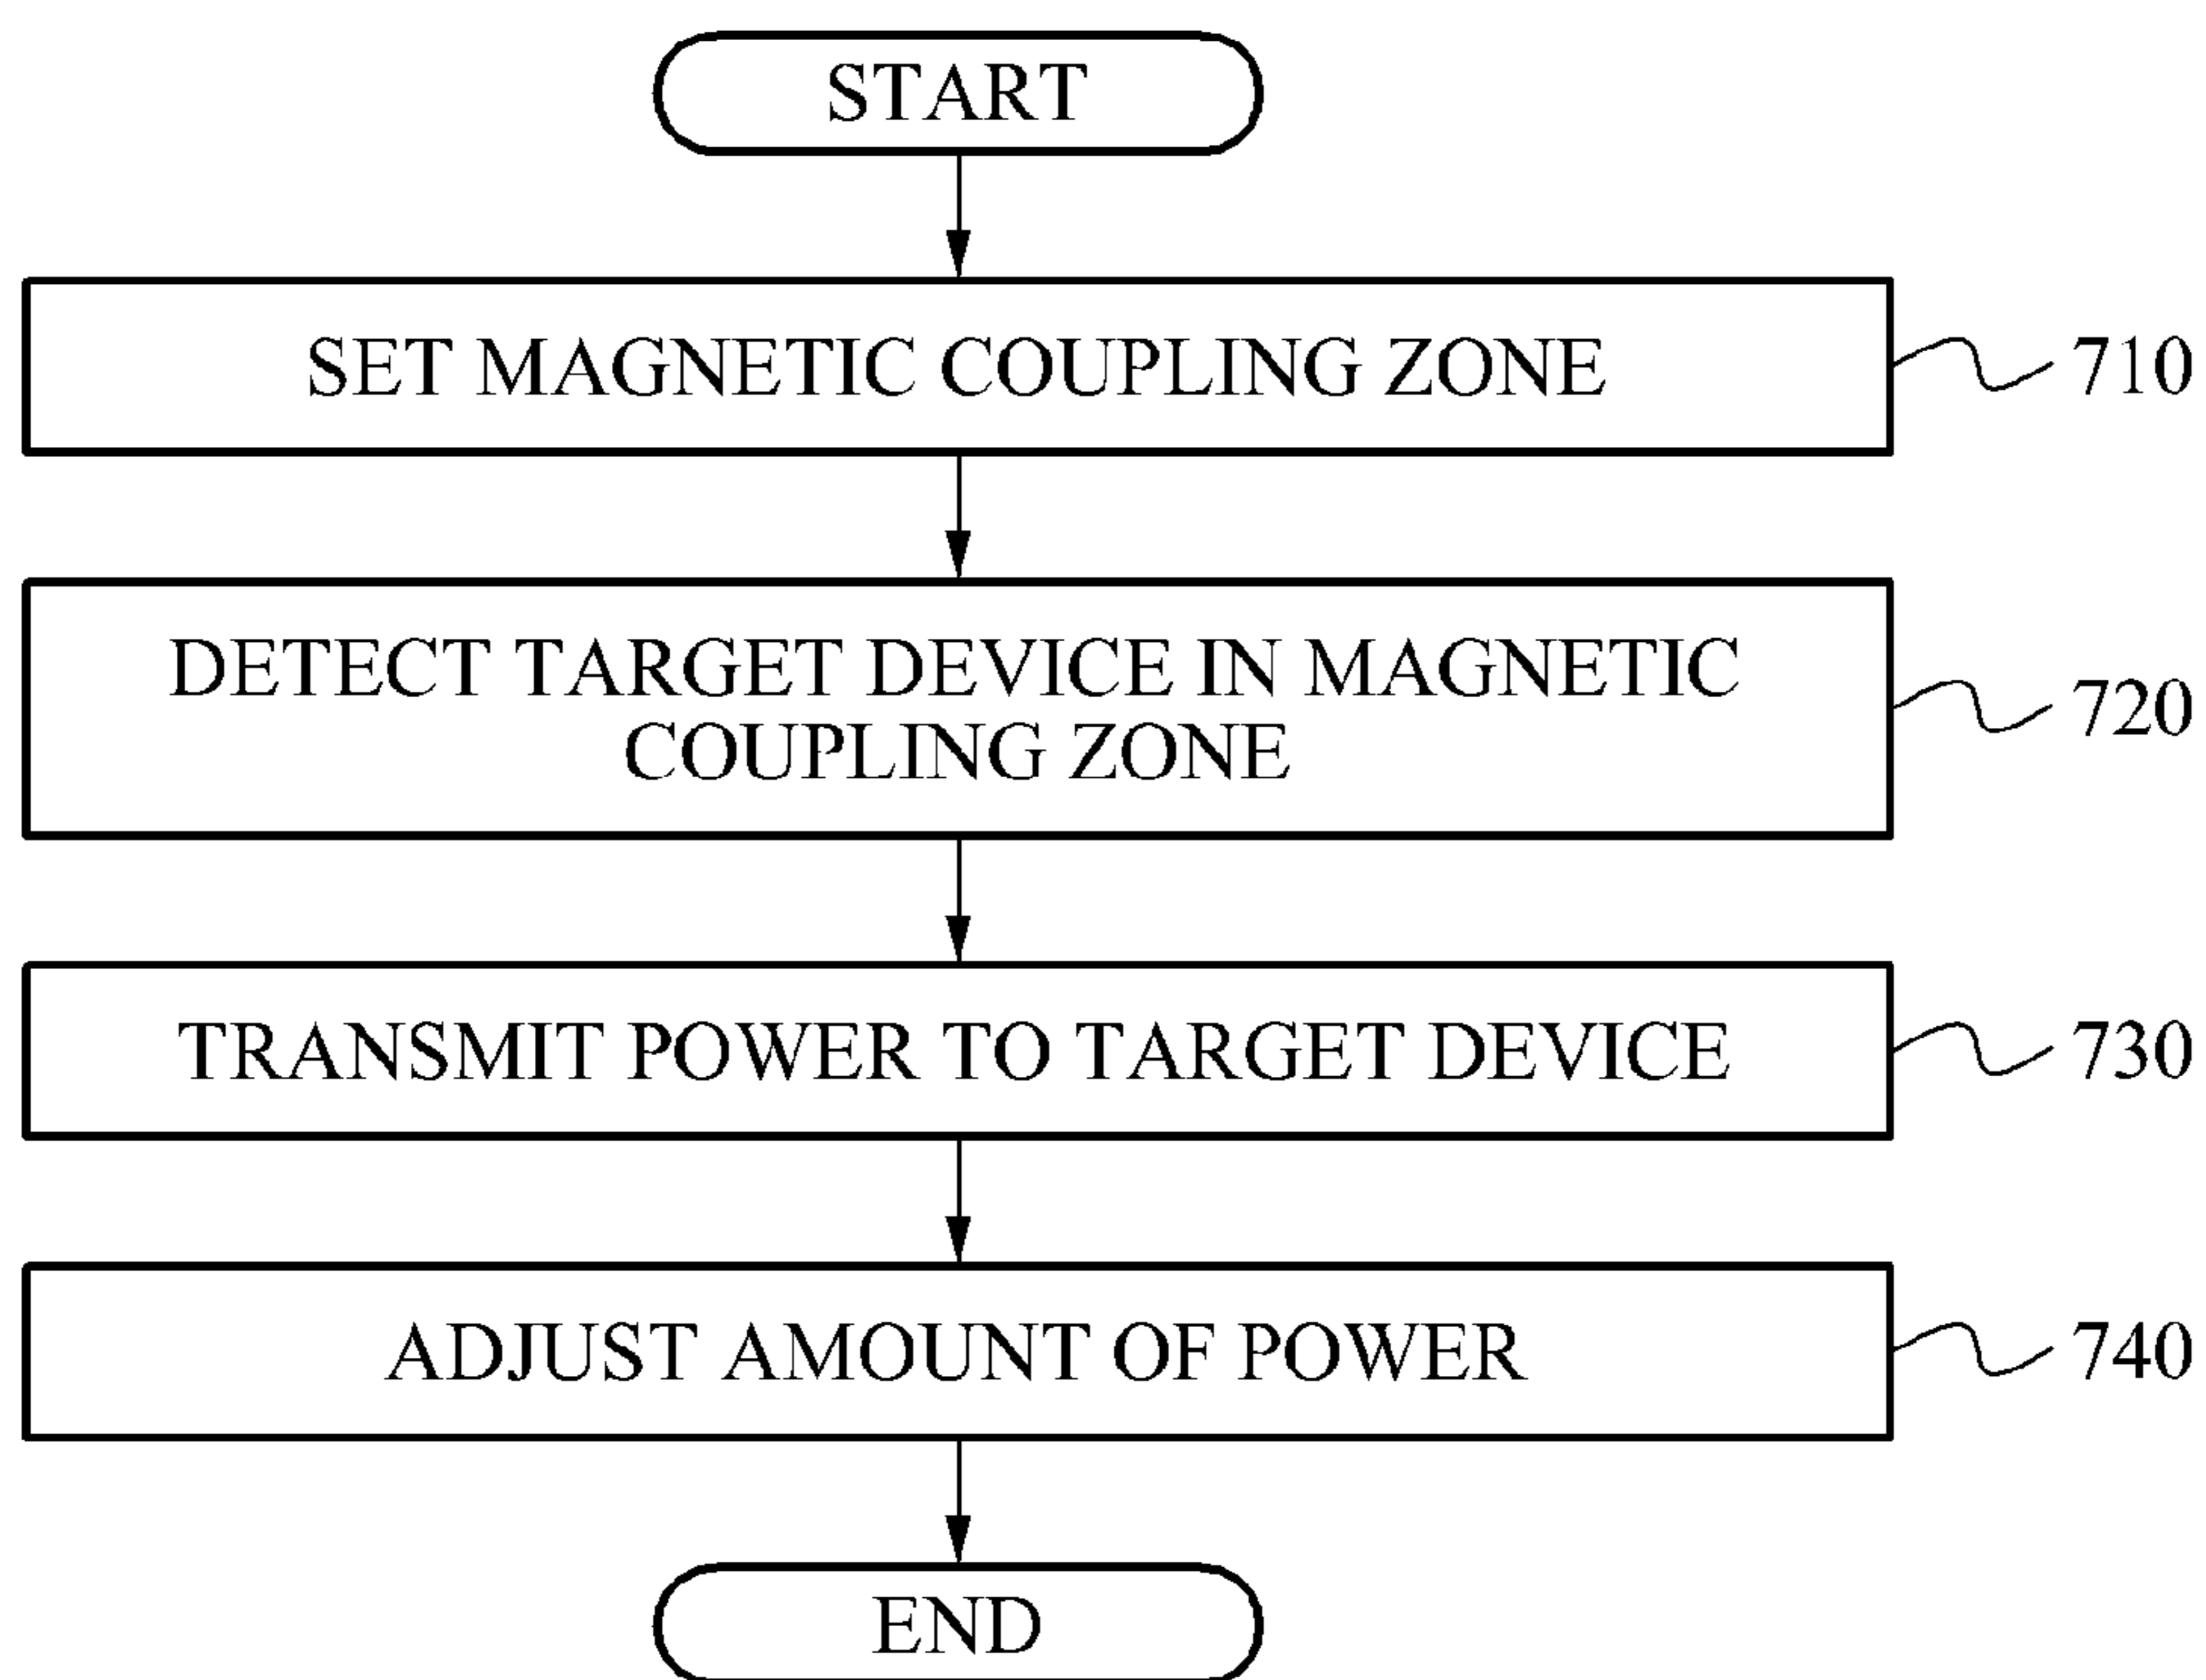 START
SET MAGNETIC COUPLING ZONE
710
DETECT TARGET DEVICE IN MAGNETIC
COUPLING ZONE
720
TRANSMIT POWER TO TARGET DEVICE
730
ADJUST AMOUNT OF POWER
740
END